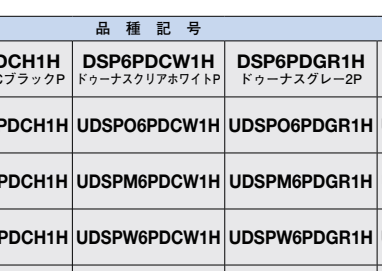 品種記号
DCH1H DSP6PDCW1H DSP6PDGR1H
Cブラックp ドゥーナスクリアホワイトP ドゥーナスグレー2P
PDCH1H UDSPO6PDCW1H UDSPO6PDGR1H
PDCH1H UDSPM6PDCW1H UDSPM6PDGR1H
PDCH1H UDSPW6PDCW1H UDSPW6PDGR1H